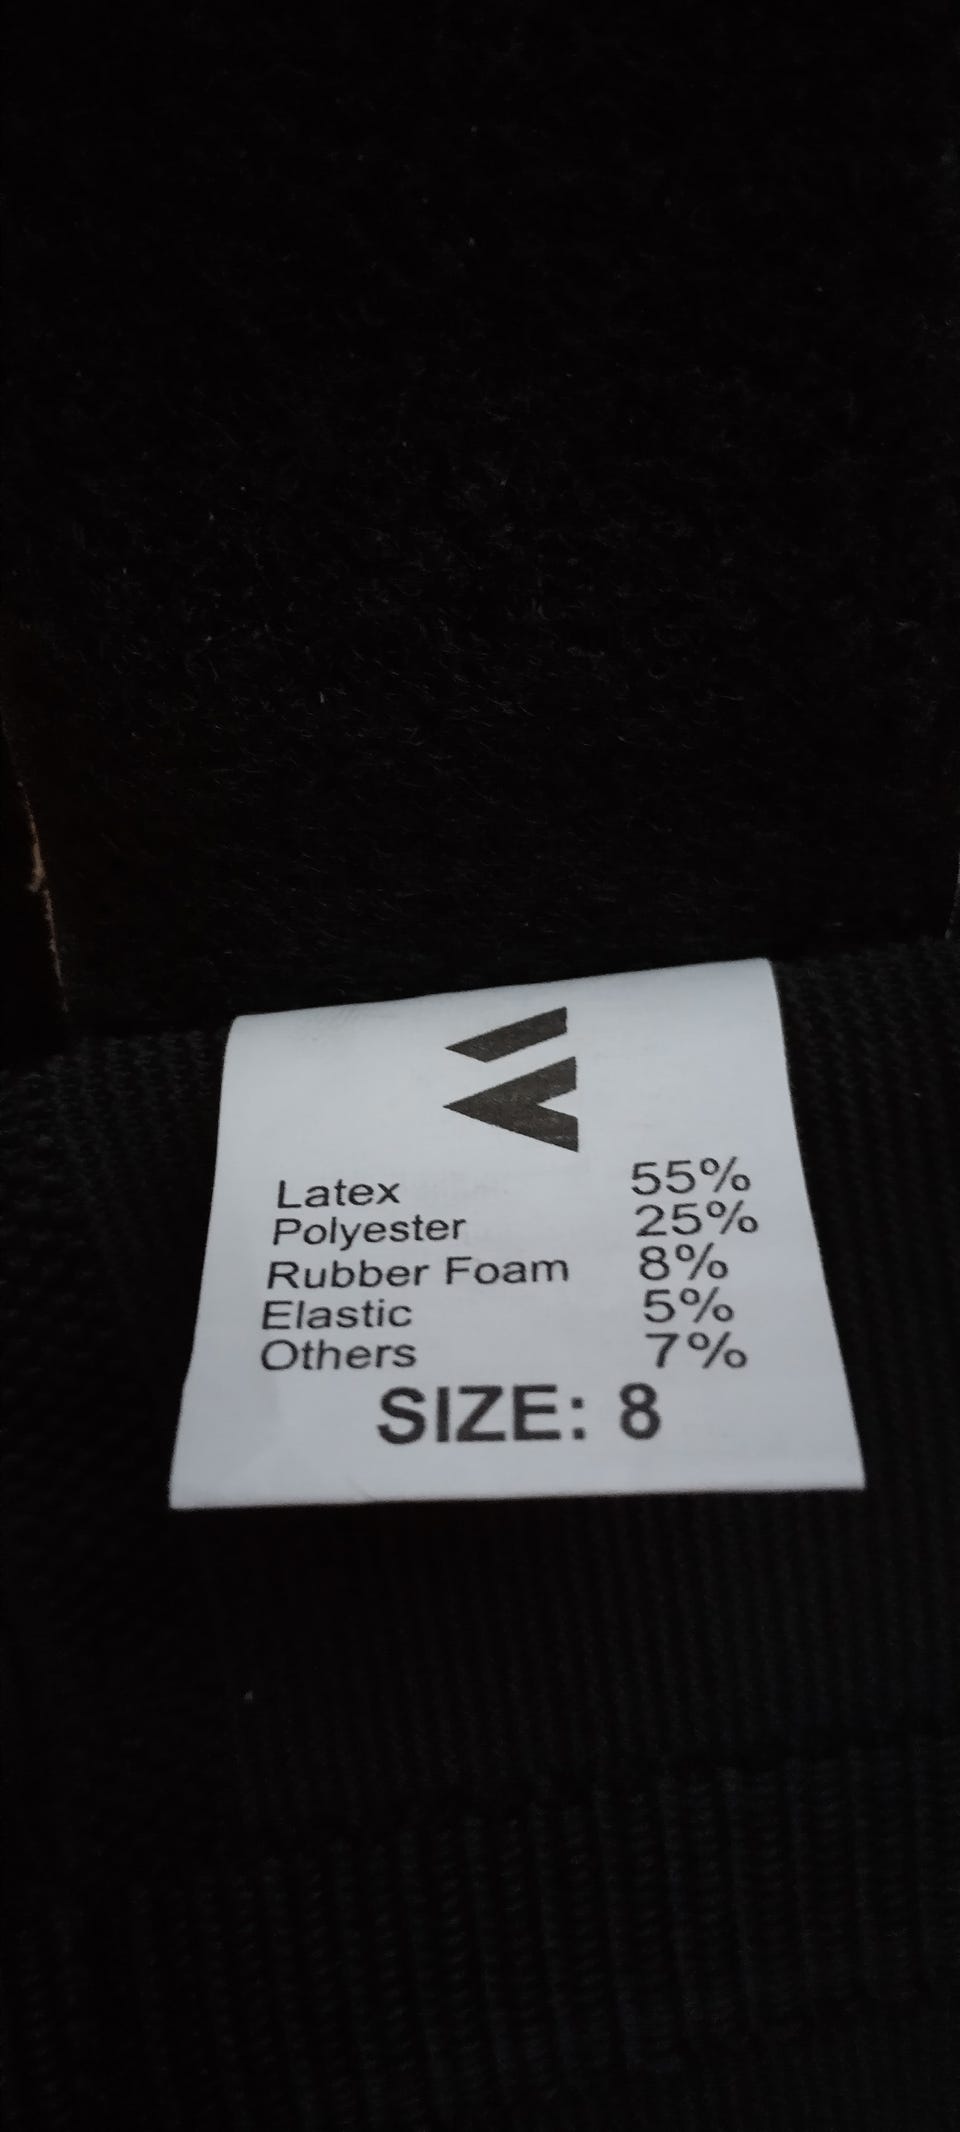 Latex 55%
Polyester 25%
Rubber Foam 8%
Elastic 5%
Others 7%
SIZE: 8